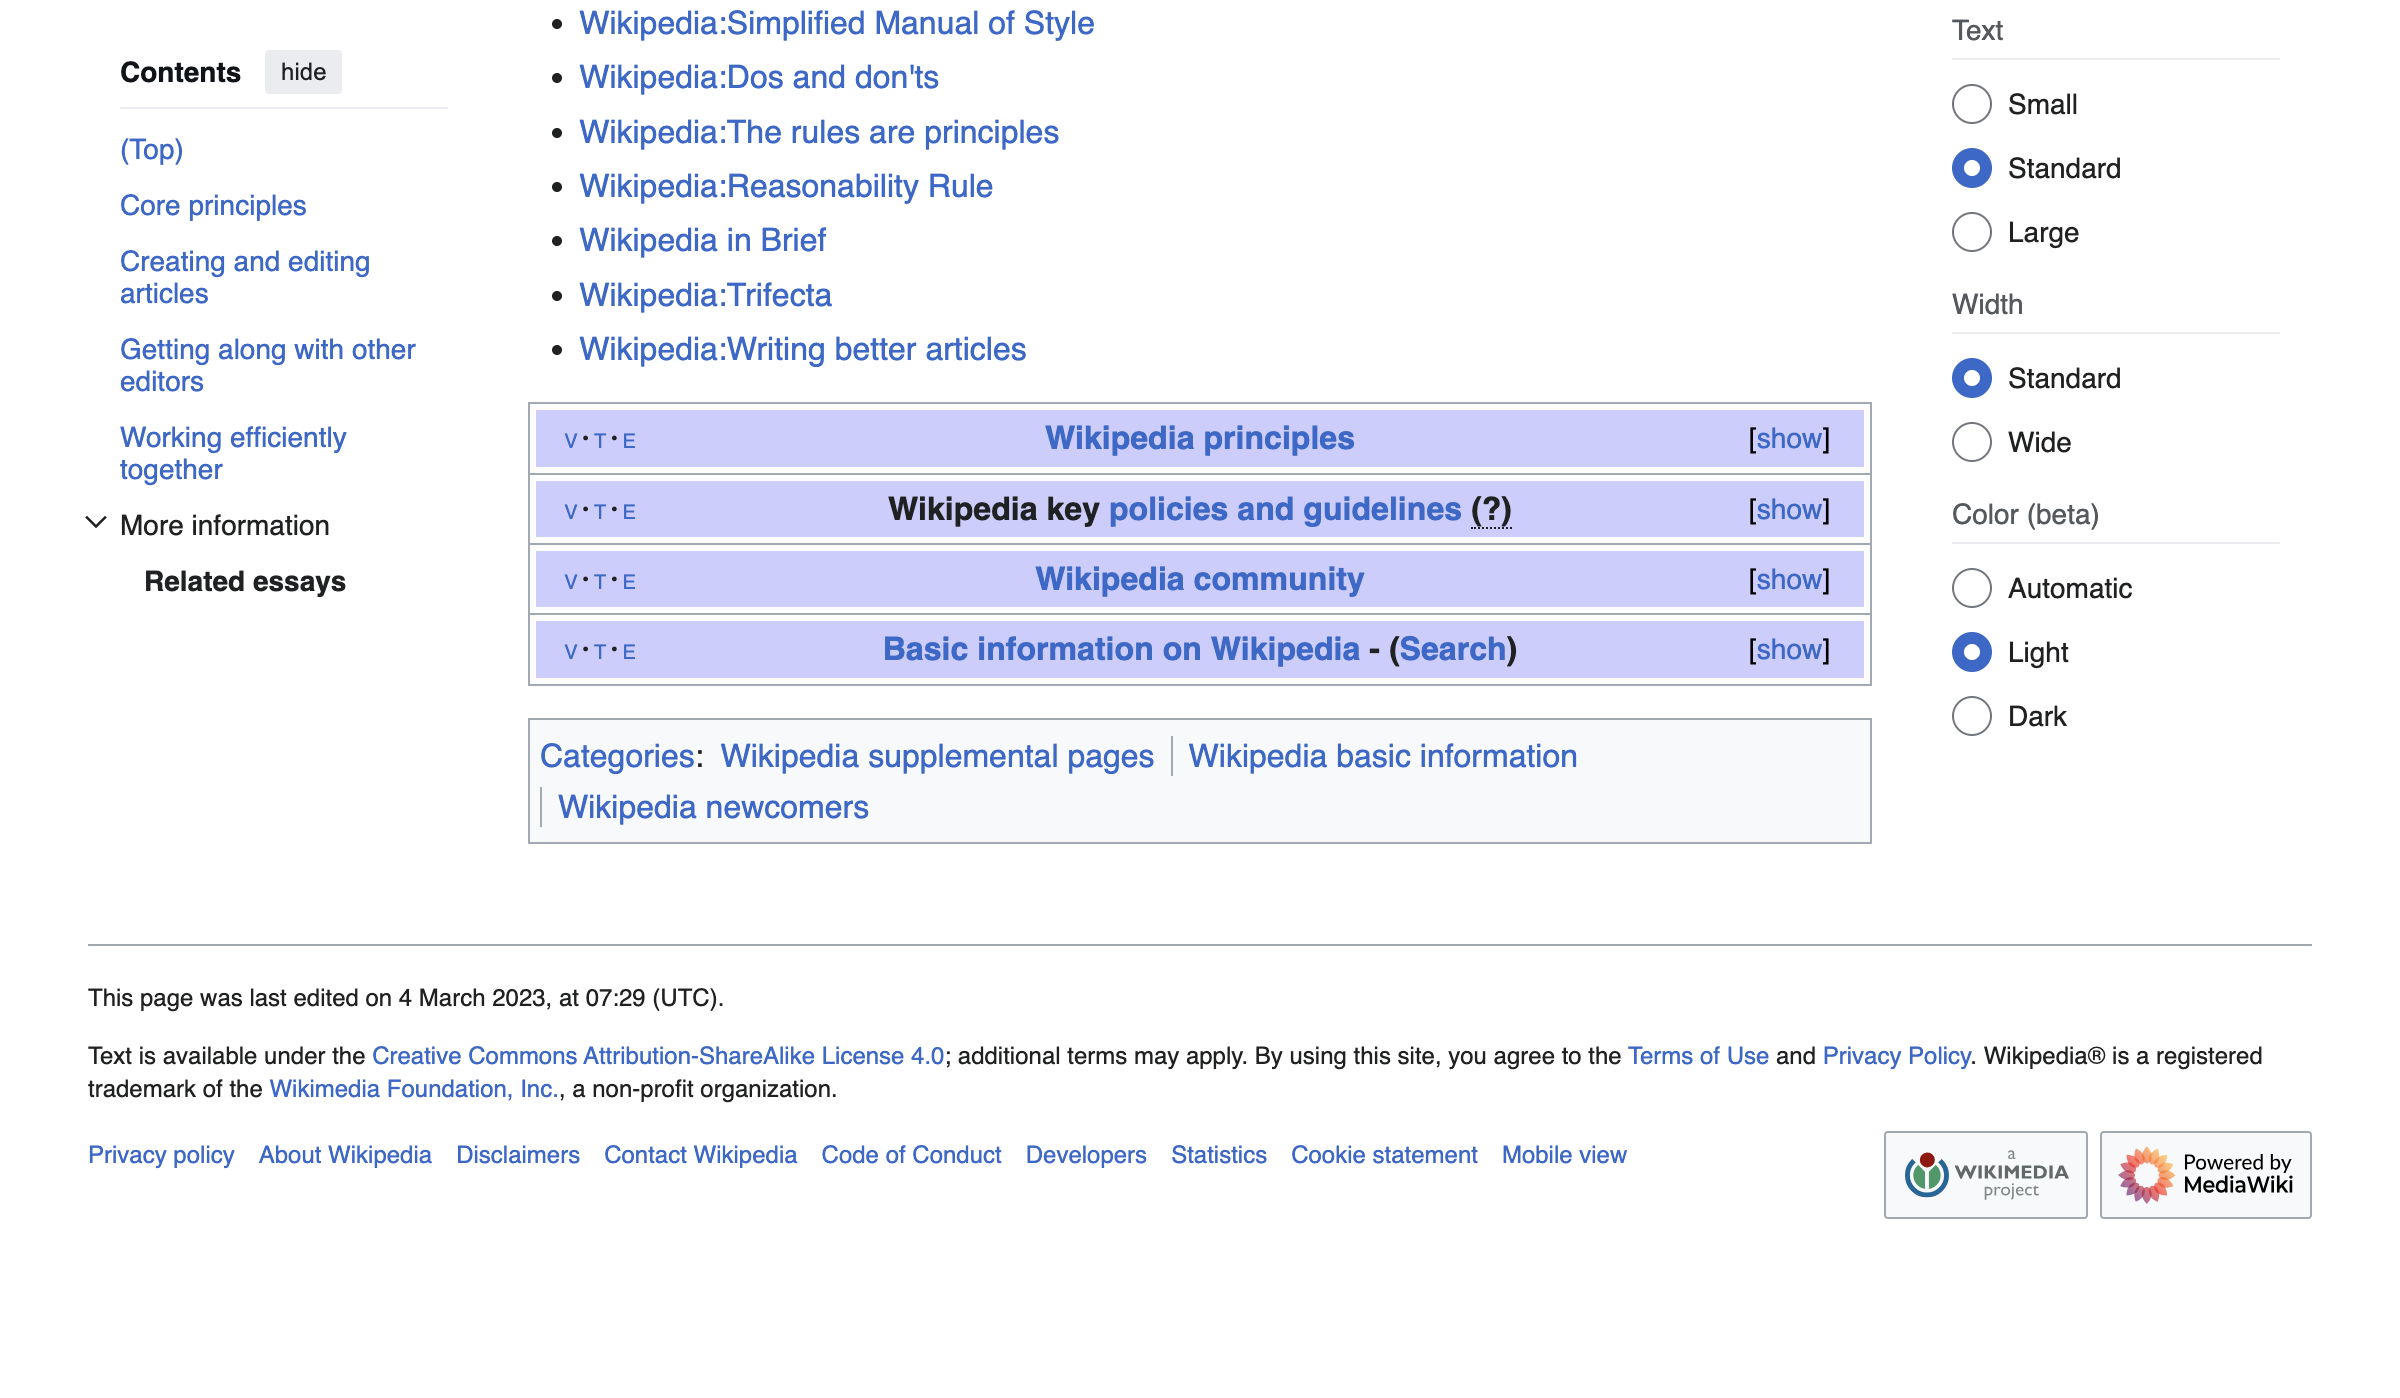 Contents hide
(Top)
Core principles
Creating and editing
articles
Getting along with other
editors
Working efficiently
together
More information
Related essays
Wikipedia:Simplified Manual of Style
Wikipedia:Dos and don'ts
Wikipedia:The rules are principles
Wikipedia:Reasonability Rule
Wikipedia in Brief
Wikipedia:Trifecta
Wikipedia:Writing better articles
V·T·E Wikipedia principles [show]
V·T·E Wikipedia key policies and guidelines (?) [show]
V·T·E Wikipedia community [show]
V·T·E Basic information on Wikipedia - (Search) [show]
Categories: Wikipedia supplemental pages | Wikipedia basic information
| Wikipedia newcomers
Text
Small
Standard
Large
Width
Standard
Wide
Color (beta)
Automatic
Light
Dark
This page was last edited on 4 March 2023, at 07:29 (UTC).
Text is available under the Creative Commons Attribution-ShareAlike License 4.0; additional terms may apply. By using this site, you agree to the Terms of Use and Privacy Policy. Wikipedia® is a registered
trademark of the Wikimedia Foundation, Inc., a non-profit organization.
Privacy policy About Wikipedia Disclaimers Contact Wikipedia Code of Conduct Developers Statistics Cookie statement Mobile view
a
WIKIMEDIA
project
Powered by
MediaWiki